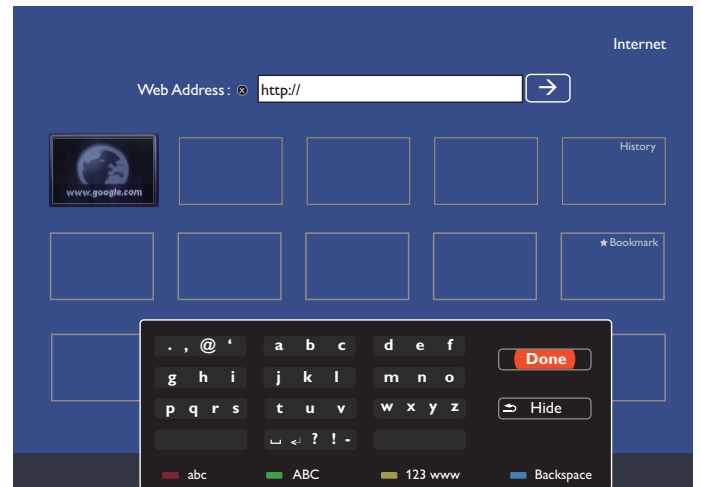 Internet
Web Address : http://
www.google.com
History
Bookmark
. , @ ‘ a b c d e f
Done
g h i j k l m n o
p q r s t u v w x y z
Hide
? ! -
abc ABC 123 www Backspace